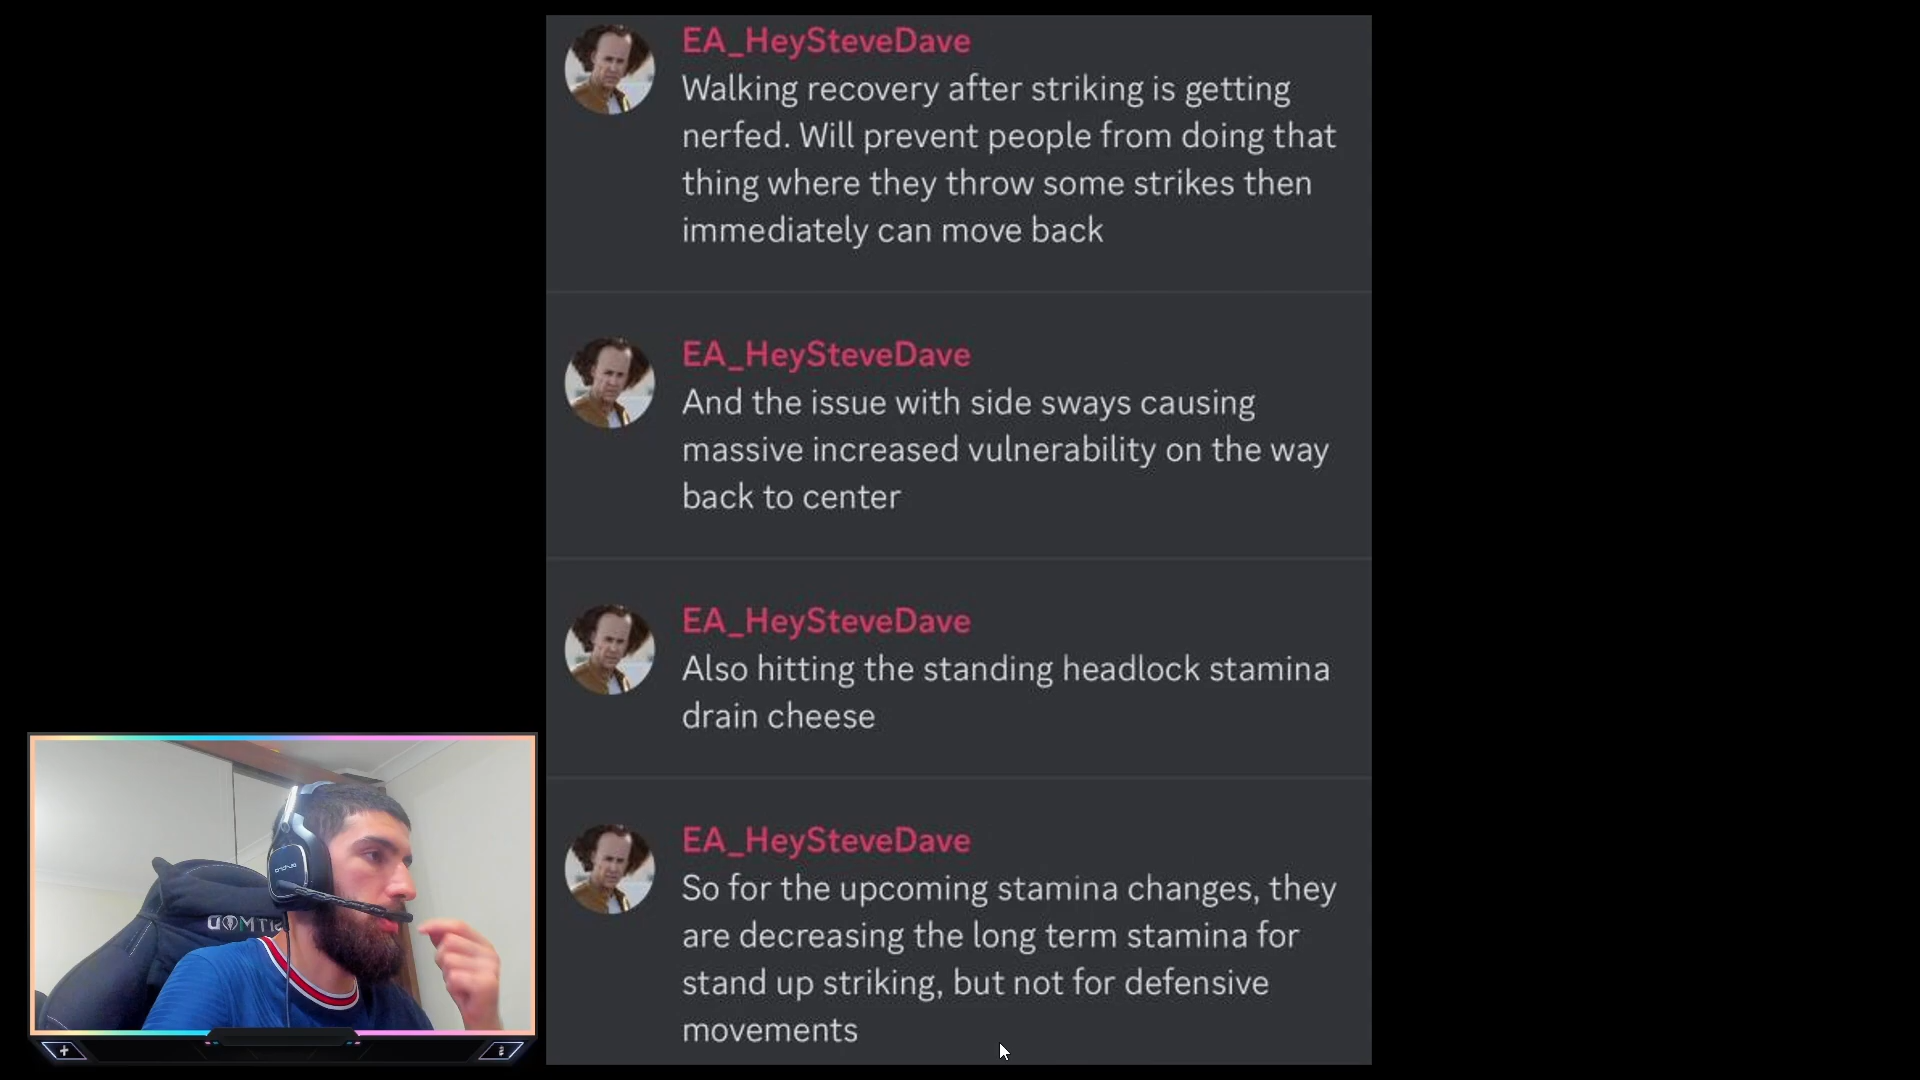 EA_HeySteveDave
Walking recovery after striking is getting
nerfed. Will prevent people from doing that
thing where they throw some strikes then
immediately can move back
EA_HeySteveDave
And the issue with side sways causing
massive increased vulnerability on the way
back to center
EA_HeySteveDave
Also hitting the standing headlock stamina
drain cheese
EA_HeySteveDave
So for the upcoming stamina changes, they
are decreasing the long term stamina for
stand up striking, but not for defensive
movements